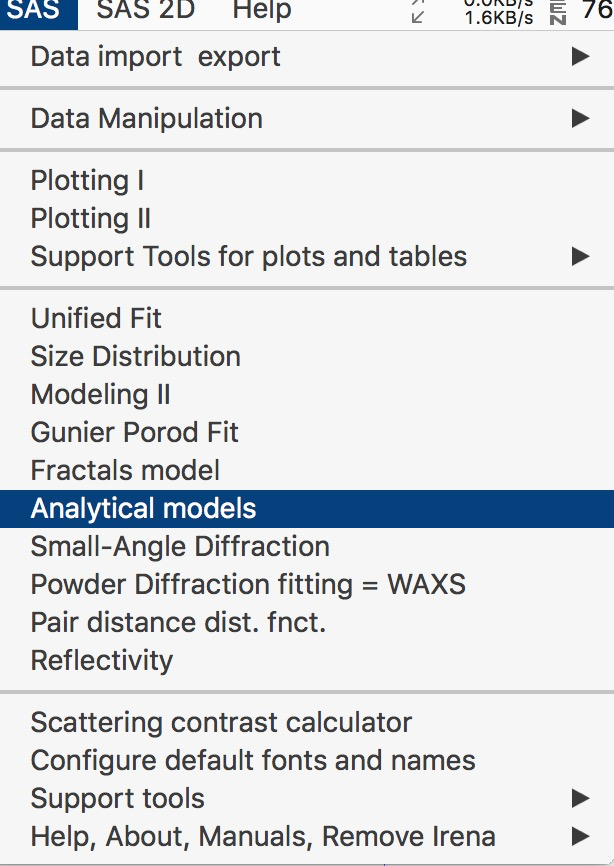 SAS SAS 2D Help 0.0KB/s
1.6KB/s EN 76
Data import export
Data Manipulation
Plotting I
Plotting II
Support Tools for plots and tables
Unified Fit
Size Distribution
Modeling II
Gunier Porod Fit
Fractals model
Analytical models
Small-Angle Diffraction
Powder Diffraction fitting = WAXS
Pair distance dist. fnct.
Reflectivity
Scattering contrast calculator
Configure default fonts and names
Support tools
Help, About, Manuals, Remove Irena